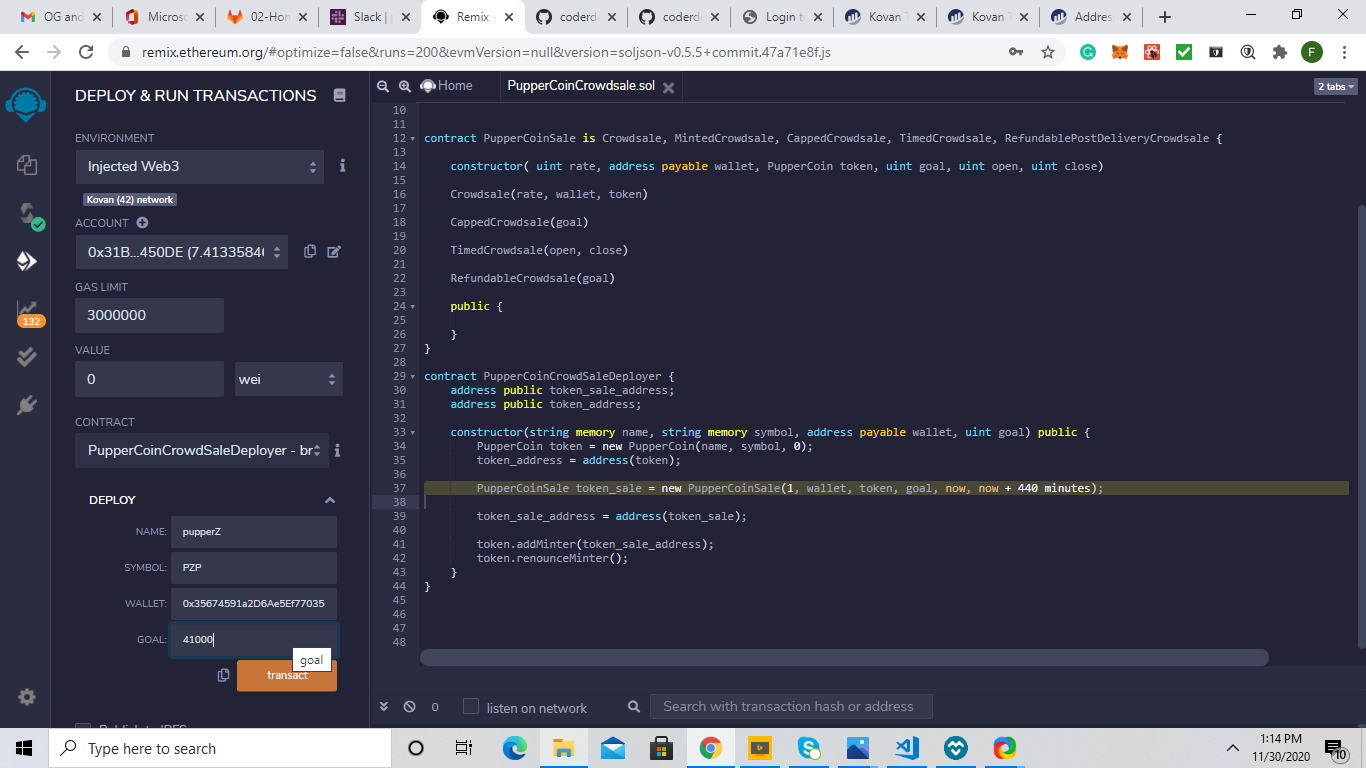 OG and
Microso
02-Hon
Slack |
Remix -
coderd
coderd
Login t
Kovan T
Kovan T
Addres
remix.ethereum.org/#optimize=false&runs=200&evmVersion=null&version=soljson-v0.5.5+commit.47a71e8f.js
F
DEPLOY & RUN TRANSACTIONS
Home
PupperCoinCrowdsale.sol
2 tabs
ENVIRONMENT
Injected Web3
i
Kovan (42) network
ACCOUNT
0x31B...450DE (7.4133584
GAS LIMIT
3000000
132
VALUE
0
wei
CONTRACT
PupperCoinCrowdSaleDeployer - br
i
DEPLOY
NAME:
pupperZ
SYMBOL:
PZP
WALLET:
0x35674591a2D6Ae5Ef77035
GOAL:
41000
goal
transact
10
11
12 contract PupperCoinSale is Crowdsale, MintedCrowdsale, CappedCrowdsale, TimedCrowdsale, RefundablePostDeliveryCrowdsale {
13
14 constructor( uint rate, address payable wallet, PupperCoin token, uint goal, uint open, uint close)
15
16 Crowdsale(rate, wallet, token)
17
18 CappedCrowdsale(goal)
19
20 TimedCrowdsale(open, close)
21
22 RefundableCrowdsale(goal)
23
24 public {
25
26 }
27 }
28
29 contract PupperCoinCrowdSaleDeployer {
30 address public token_sale_address;
31 address public token_address;
32
33 constructor(string memory name, string memory symbol, address payable wallet, uint goal) public {
34 PupperCoin token = new PupperCoin(name, symbol, 0);
35 token_address = address(token);
36
37 PupperCoinSale token_sale = new PupperCoinSale(1, wallet, token, goal, now, now + 440 minutes);
38
39 token_sale_address = address(token_sale);
40
41 token.addMinter(token_sale_address);
42 token.renounceMinter();
43 }
44 }
45
46
47
48
0
listen on network
Search with transaction hash or address
Type here to search
1:14 PM
11/30/2020
10